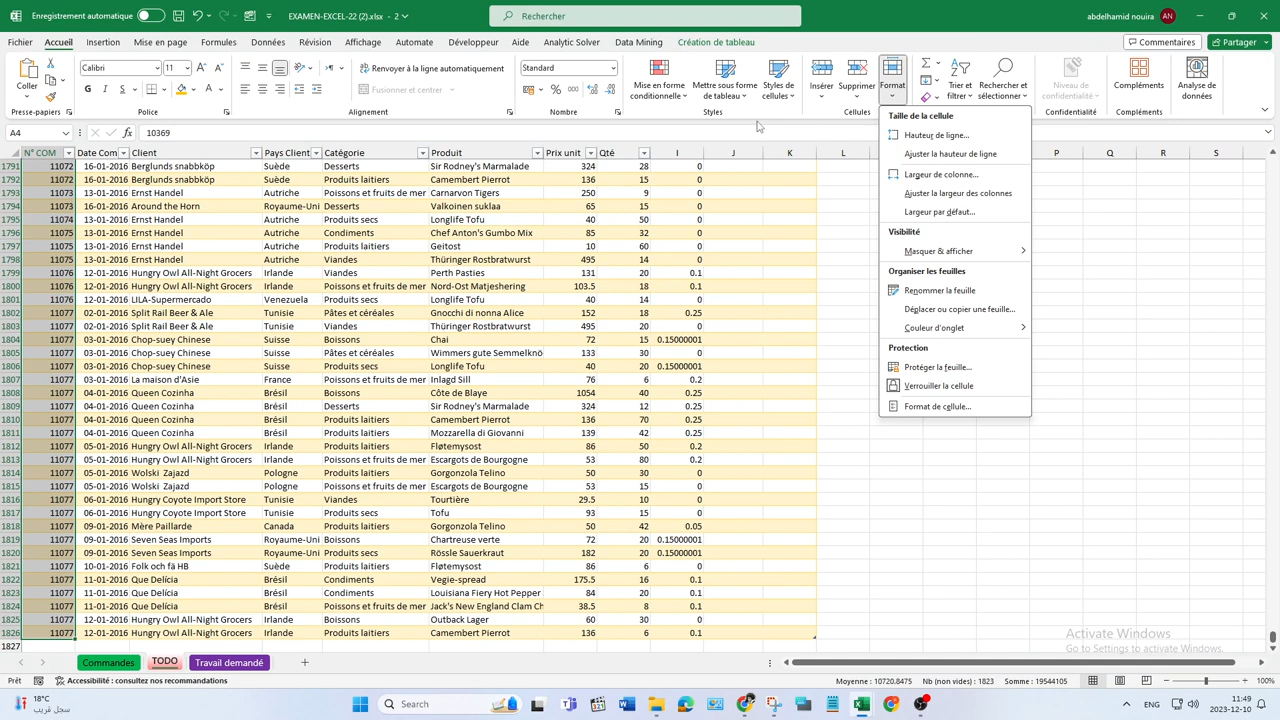 Enregistrement automatique EXAMEN-EXCEL-22 (2).xlsx - 2 Rechercher abdelhamid nouira AN
Fichier Accueil Insertion Mise en page Formules Données Révision Affichage Automate Développeur Aide Analytic Solver Data Mining Création de tableau Commentaires Partager
Coller Calibri 11 Renvoyer à la ligne automatiquement Standard Mise en forme conditionnelle Mettre sous forme de tableau Styles de cellules Insérer Supprimer Format Trier et filtrer Rechercher et sélectionner Niveau de confidentialité Compléments Analyse de données
G I S Fusionner et centrer % 000
Presse-papiers Police Alignement Nombre Styles Cellules Confidentialité Compléments
A4 fx 10369
N° COM Date Com Client Pays Client Catégorie Produit Prix unit Qté I J K L P Q R S
1791 11072 16-01-2016 Berglunds snabbköp Suède Desserts Sir Rodney's Marmalade 324 28 0
1792 11072 16-01-2016 Berglunds snabbköp Suède Produits laitiers Camembert Pierrot 136 15 0
1793 11073 13-01-2016 Ernst Handel Autriche Poissons et fruits de mer Carnarvon Tigers 250 9 0
1794 11073 16-01-2016 Around the Horn Royaume-Uni Desserts Valkoinen suklaa 65 15 0
1795 11074 13-01-2016 Ernst Handel Autriche Produits secs Longlife Tofu 40 50 0
1796 11075 13-01-2016 Ernst Handel Autriche Condiments Chef Anton's Gumbo Mix 85 32 0
1797 11075 13-01-2016 Ernst Handel Autriche Produits laitiers Geitost 10 60 0
1798 11075 13-01-2016 Ernst Handel Autriche Viandes Thüringer Rostbratwurst 495 14 0
1799 11076 12-01-2016 Hungry Owl All-Night Grocers Irlande Viandes Perth Pasties 131 20 0.1
1800 11076 12-01-2016 Hungry Owl All-Night Grocers Irlande Poissons et fruits de mer Nord-Ost Matjeshering 103.5 18 0.1
1801 11076 12-01-2016 LILA-Supermercado Venezuela Produits secs Longlife Tofu 40 14 0
1802 11077 02-01-2016 Split Rail Beer & Ale Tunisie Pâtes et céréales Gnocchi di nonna Alice 152 18 0.25
1803 11077 02-01-2016 Split Rail Beer & Ale Tunisie Viandes Thüringer Rostbratwurst 495 20 0
1804 11077 03-01-2016 Chop-suey Chinese Suisse Boissons Chai 72 15 0.15000001
1805 11077 03-01-2016 Chop-suey Chinese Suisse Pâtes et céréales Wimmers gute Semmelknö 133 30 0
1806 11077 03-01-2016 Chop-suey Chinese Suisse Produits secs Longlife Tofu 40 20 0.15000001
1807 11077 03-01-2016 La maison d'Asie France Poissons et fruits de mer Inlagd Sill 76 6 0.2
1808 11077 04-01-2016 Queen Cozinha Brésil Boissons Côte de Blaye 1054 40 0.25
1809 11077 04-01-2016 Queen Cozinha Brésil Desserts Sir Rodney's Marmalade 324 12 0.25
1810 11077 04-01-2016 Queen Cozinha Brésil Produits laitiers Camembert Pierrot 136 70 0.25
1811 11077 04-01-2016 Queen Cozinha Brésil Produits laitiers Mozzarella di Giovanni 139 42 0.25
1812 11077 05-01-2016 Hungry Owl All-Night Grocers Irlande Produits laitiers Fløtemysost 86 50 0.2
1813 11077 05-01-2016 Hungry Owl All-Night Grocers Irlande Poissons et fruits de mer Escargots de Bourgogne 53 80 0.2
1814 11077 05-01-2016 Wolski Zajazd Pologne Produits laitiers Gorgonzola Telino 50 30 0
1815 11077 05-01-2016 Wolski Zajazd Pologne Poissons et fruits de mer Escargots de Bourgogne 53 15 0
1816 11077 06-01-2016 Hungry Coyote Import Store Tunisie Viandes Tourtière 29.5 10 0
1817 11077 06-01-2016 Hungry Coyote Import Store Tunisie Produits secs Tofu 93 15 0
1818 11077 09-01-2016 Mère Paillarde Canada Produits laitiers Gorgonzola Telino 50 42 0.05
1819 11077 09-01-2016 Seven Seas Imports Royaume-Uni Boissons Chartreuse verte 72 20 0.15000001
1820 11077 09-01-2016 Seven Seas Imports Royaume-Uni Produits secs Rössle Sauerkraut 182 20 0.15000001
1821 11077 10-01-2016 Folk och fä HB Suède Produits laitiers Fløtemysost 86 6 0
1822 11077 11-01-2016 Que Delícia Brésil Condiments Vegie-spread 175.5 16 0.1
1823 11077 11-01-2016 Que Delícia Brésil Condiments Louisiana Fiery Hot Pepper 84 20 0.1
1824 11077 11-01-2016 Que Delícia Brésil Poissons et fruits de mer Jack's New England Clam Ch 38.5 8 0.1
1825 11077 12-01-2016 Hungry Owl All-Night Grocers Irlande Boissons Outback Lager 60 30 0
1826 11077 12-01-2016 Hungry Owl All-Night Grocers Irlande Produits laitiers Camembert Pierrot 136 6 0.1
1827
Taille de la cellule
Hauteur de ligne...
Ajuster la hauteur de ligne
Largeur de colonne...
Ajuster la largeur des colonnes
Largeur par défaut...
Visibilité
Masquer & afficher
Organiser les feuilles
Renommer la feuille
Déplacer ou copier une feuille...
Couleur d'onglet
Protection
Protéger la feuille...
Verrouiller la cellule
Format de cellule...
Activate Windows
Go to Settings to activate Windows.
Commandes TODO Travail demandé
Prêt Accessibilité : consultez nos recommandations Moyenne : 10720.8475 Nb (non vides) : 1823 Somme : 19544105 100%
18°C
سحل غريب
Search ENG 11:49
2023-12-10